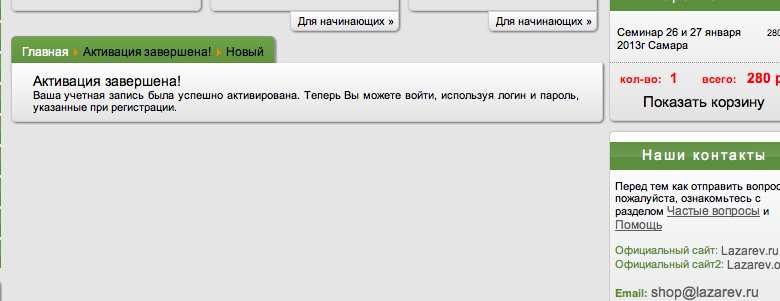 Для начинающих »
Для начинающих »
Главная Активация завершена! Новый
Активация завершена!
Ваша учетная запись была успешно активирована. Теперь Вы можете войти, используя логин и пароль,
указанные при регистрации.
Семинар 26 и 27 января 280
2013г Самара
кол-во: 1 всего: 280 р
Показать корзину
Наши контакты
Перед тем как отправить вопрос
пожалуйста, ознакомьтесь с
разделом Частые вопросы и
Помощь
Официальный сайт: Lazarev.ru
Официальный сайт2: Lazarev.o
Email: shop@lazarev.ru